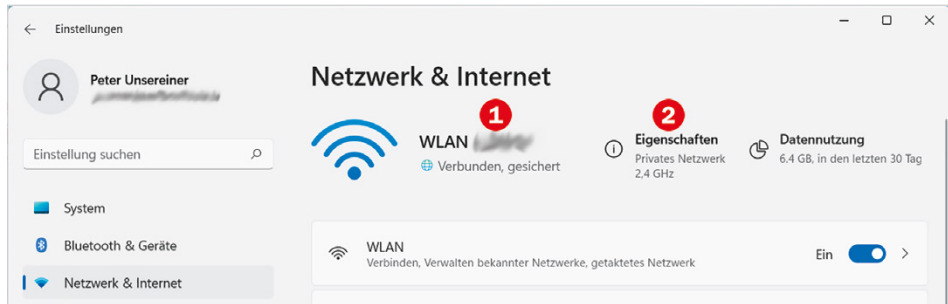 Einstellungen
Peter Unsereiner
Einstellung suchen
System
Bluetooth & Geräte
Netzwerk & Internet
Netzwerk & Internet
1
WLAN
Verbunden, gesichert
2
Eigenschaften
Privates Netzwerk
2,4 GHz
Datennutzung
6.4 GB, in den letzten 30 Tag
WLAN
Verbinden, Verwalten bekannter Netzwerke, getaktetes Netzwerk
Ein